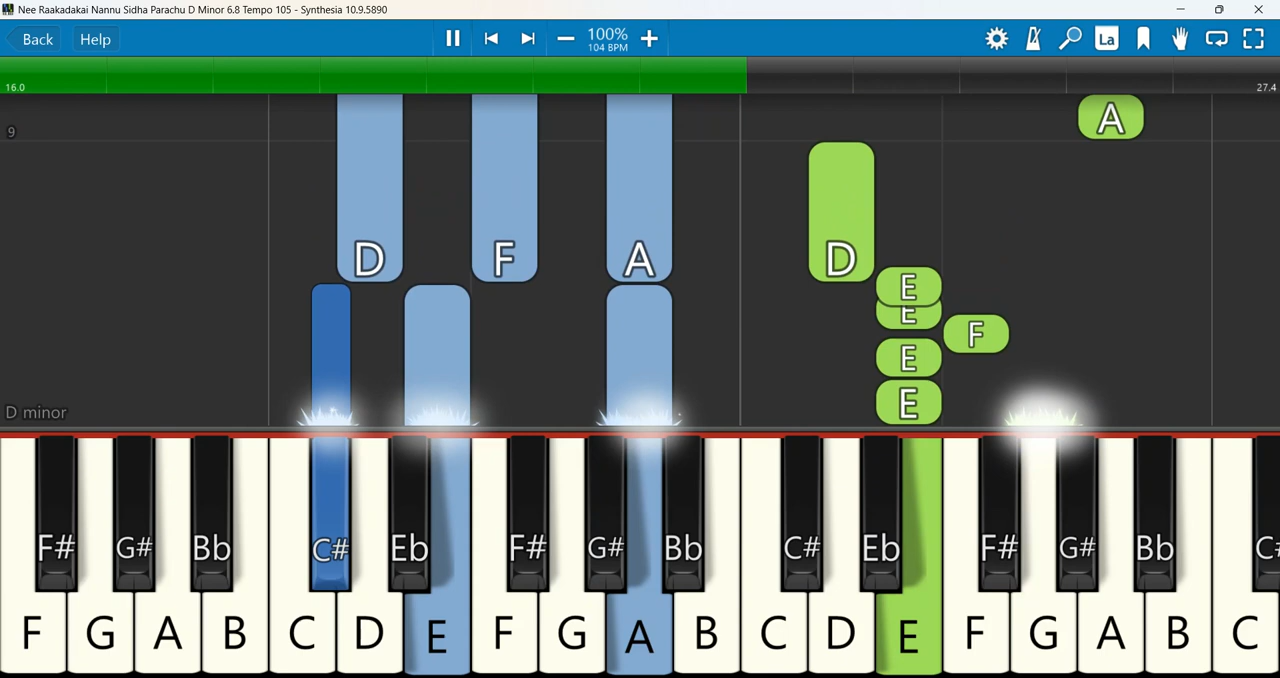 Nee Raakadakai Nannu Sidha Parachu D Minor 6.8 Tempo 105 - Synthesia 10.9.5890
Back Help 100% La
104 BPM
16.0 27.4
A
9
D F A D
E
E
F
E
D minor E
F# G# Bb C# Eb F# G# Bb C# Eb F# G# Bb C#
F G A B C D E F G A B C D E F G A B C